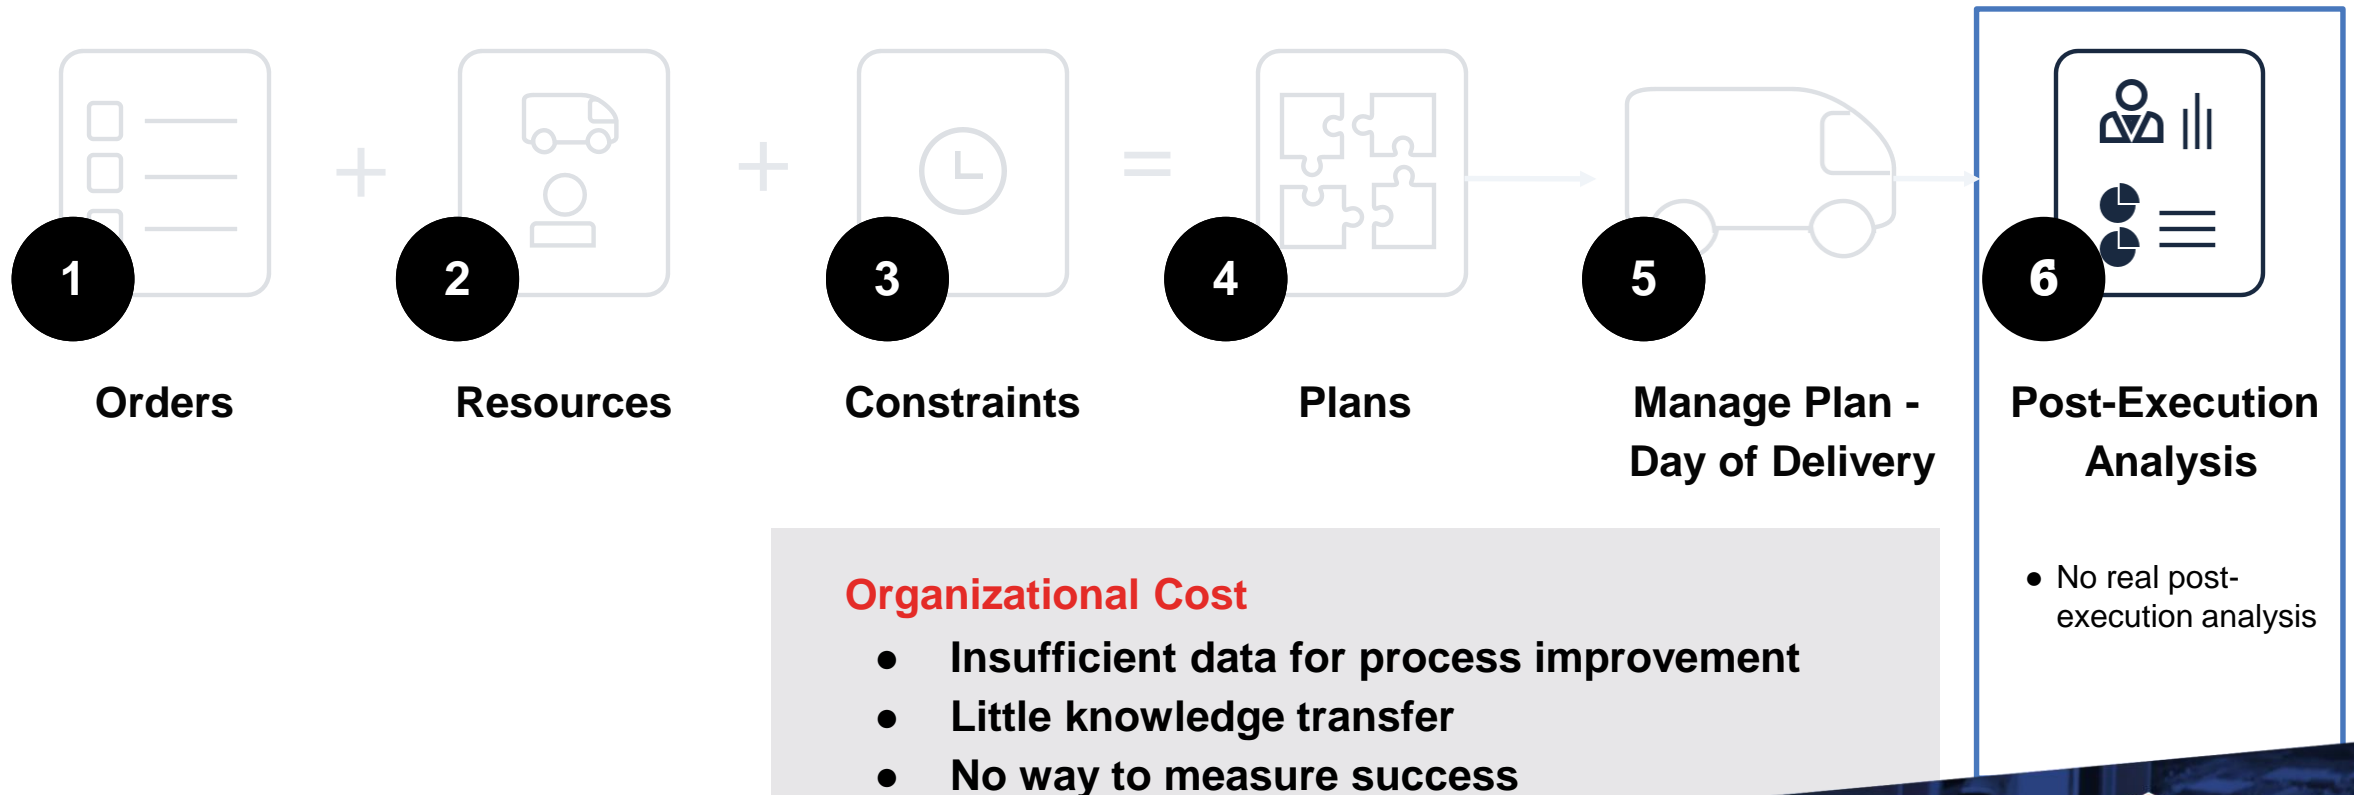 1
2
3
4
5
6
Orders
Resources
Constraints
Plans
Manage Plan -
Day of Delivery
Post-Execution
Analysis
● No real post-
execution analysis
Organizational Cost
● Insufficient data for process improvement
● Little knowledge transfer
● No way to measure success